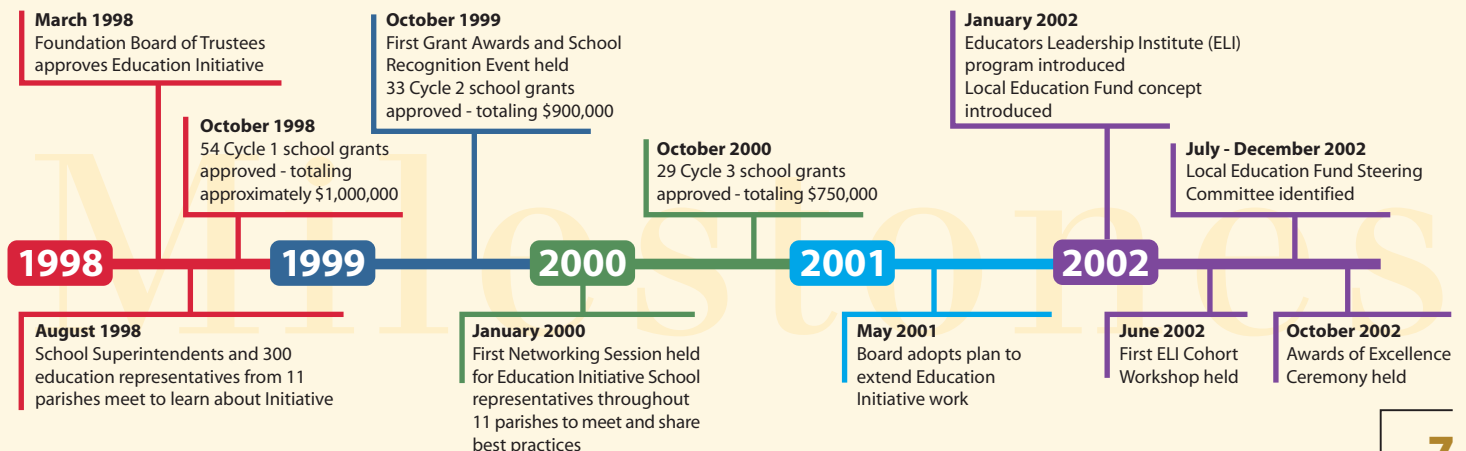 March 1998
Foundation Board of Trustees
approves Education Initiative
October 1998
54 Cycle 1 school grants
approved - totaling
approximately $1,000,000
October 1999
First Grant Awards and School
Recognition Event held
33 Cycle 2 school grants
approved - totaling $900,000
October 2000
29 Cycle 3 school grants
approved - totaling $750,000
January 2002
Educators Leadership Institute (ELI)
program introduced
Local Education Fund concept
introduced
July - December 2002
Local Education Fund Steering
Committee identified
Milestones
1998
1999
2000
2001
2002
August 1998
School Superintendents and 300
education representatives from 11
parishes meet to learn about Initiative
January 2000
First Networking Session held
for Education Initiative School
representatives throughout
11 parishes to meet and share
best practices
May 2001
Board adopts plan to
extend Education
Initiative work
June 2002
First ELI Cohort
Workshop held
October 2002
Awards of Excellence
Ceremony held
7